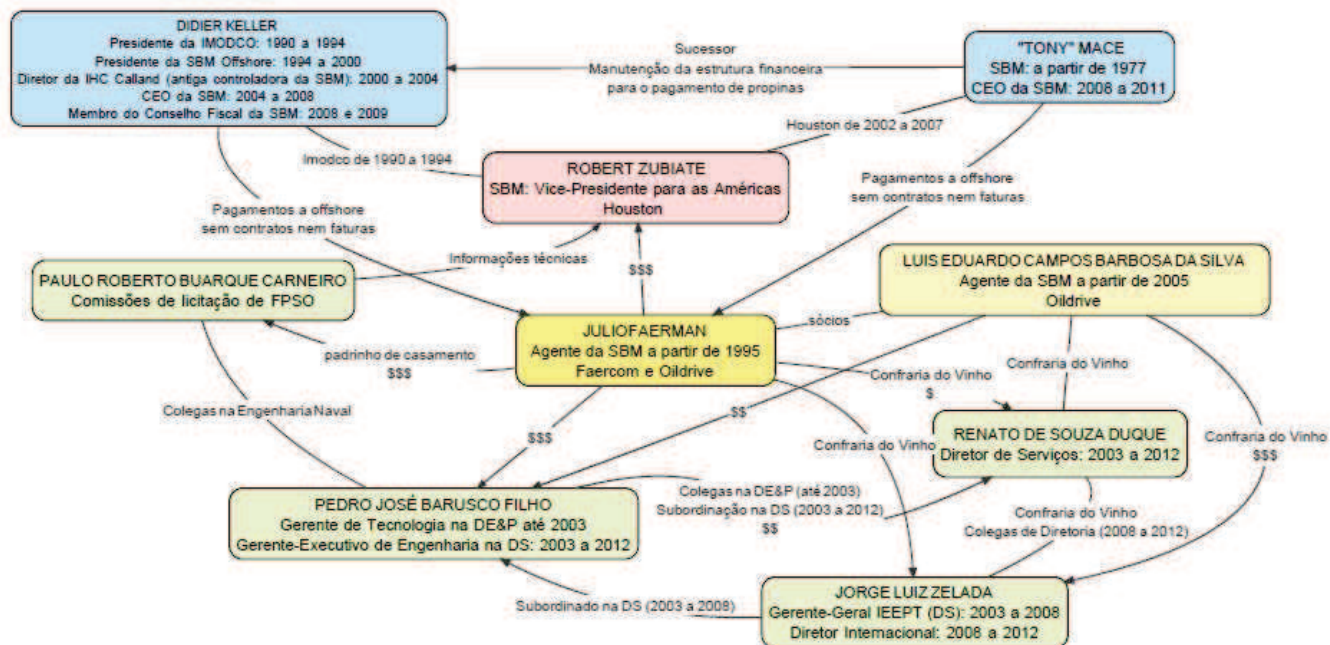 DIDIER KELLER
Presidente da IMODCO: 1990 a 1994
Presidente da SBM Offshore: 1994 a 2000
Diretor da IHC Calland (antiga controladora da SBM): 2000 a 2004
CEO da SBM: 2004 a 2008
Membro do Conselho Fiscal da SBM: 2008 e 2009
Sucessor
Manutenção da estrutura financeira
para o pagamento de propinas
"TONY" MACE
SBM: a partir de 1977
CEO da SBM: 2008 a 2011
Houston de 2002 a 2007
Imodco de 1990 a 1994
ROBERT ZUBIATE
SBM: Vice-Presidente para as Américas
Houston
Pagamentos a offshore
sem contratos nem faturas
Pagamentos a offshore
sem contratos nem faturas
Informações técnicas
$$$
PAULO ROBERTO BUARQUE CARNEIRO
Comissões de licitação de FPSO
LUIS EDUARDO CAMPOS BARBOSA DA SILVA
Agente da SBM a partir de 2005
Oildrive
JULIOFAERMAN
Agente da SBM a partir de 1995
Faercom e Oildrive
sócios
padrinho de casamento
$$$
Confraria do Vinho
$
Confraria do Vinho
Colegas na Engenharia Naval
$$$
$$
Confraria do Vinho
RENATO DE SOUZA DUQUE
Diretor de Serviços: 2003 a 2012
Confraria do Vinho
$$$
PEDRO JOSÉ BARUSCO FILHO
Gerente de Tecnologia na DE&P até 2003
Gerente-Executivo de Engenharia na DS: 2003 a 2012
Colegas na DE&P (até 2003)
Subordinação na DS (2003 a 2012)
$$
Confraria do Vinho
Colegas de Diretoria (2008 a 2012)
Subordinado na DS (2003 a 2008)
JORGE LUIZ ZELADA
Gerente-Geral IEEPT (DS): 2003 a 2008
Diretor Internacional: 2008 a 2012